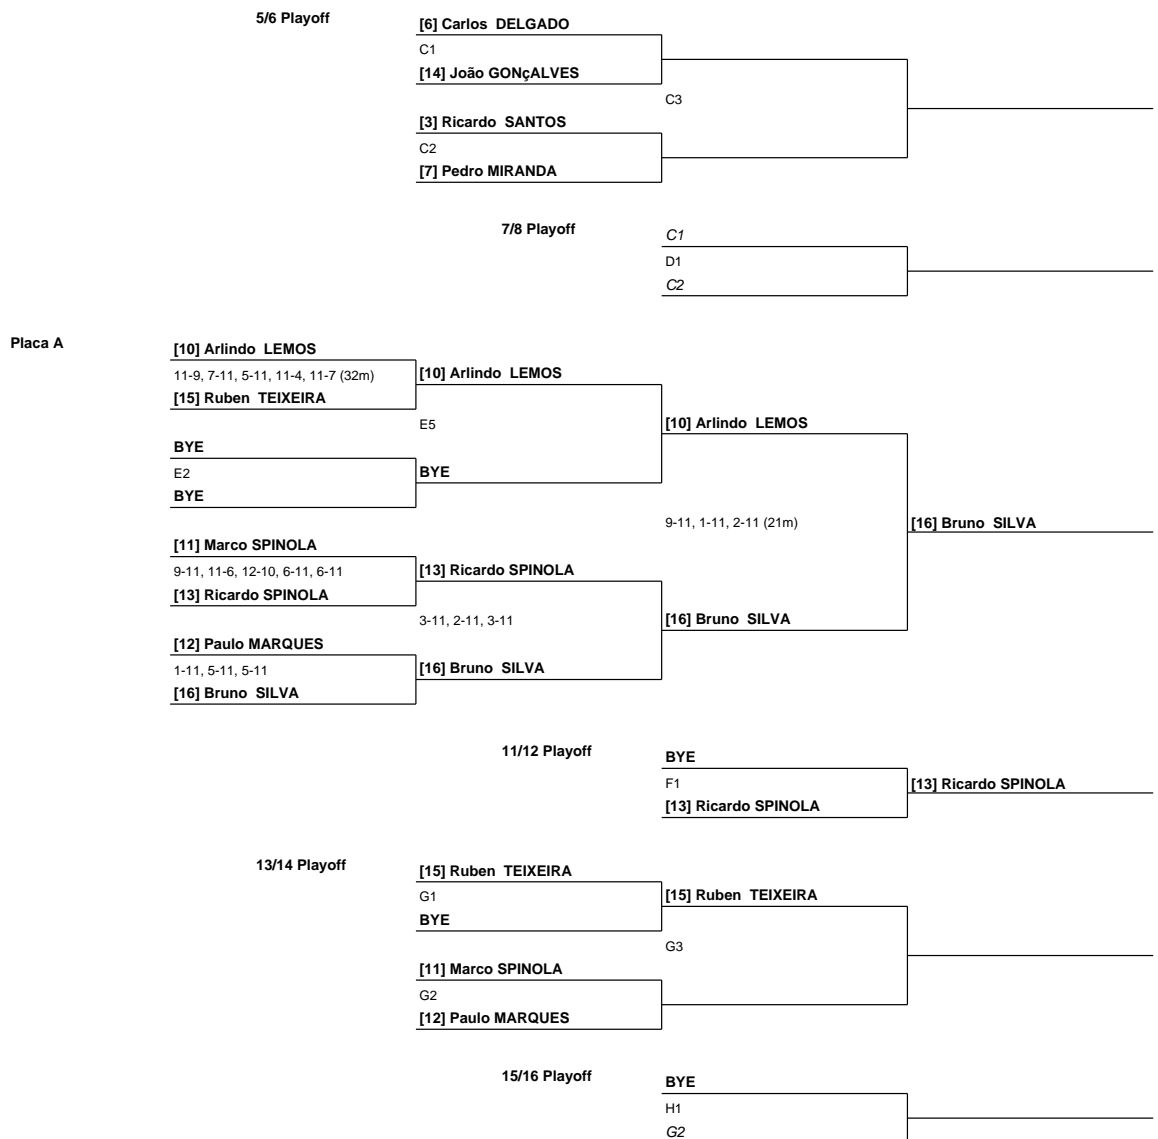 5/6 Playoff
[6] Carlos DELGADO
C1
[14] João GONçALVES
C3
[3] Ricardo SANTOS
C2
[7] Pedro MIRANDA
7/8 Playoff
C1
D1
C2
Placa A
[10] Arlindo LEMOS
11-9, 7-11, 5-11, 11-4, 11-7 (32m)
[10] Arlindo LEMOS
[15] Ruben TEIXEIRA
E5
[10] Arlindo LEMOS
BYE
E2
BYE
BYE
9-11, 1-11, 2-11 (21m)
[16] Bruno SILVA
[11] Marco SPINOLA
9-11, 11-6, 12-10, 6-11, 6-11
[13] Ricardo SPINOLA
[13] Ricardo SPINOLA
3-11, 2-11, 3-11
[16] Bruno SILVA
[12] Paulo MARQUES
1-11, 5-11, 5-11
[16] Bruno SILVA
[16] Bruno SILVA
11/12 Playoff
BYE
F1
[13] Ricardo SPINOLA
[13] Ricardo SPINOLA
13/14 Playoff
[15] Ruben TEIXEIRA
G1
[15] Ruben TEIXEIRA
BYE
G3
[11] Marco SPINOLA
G2
[12] Paulo MARQUES
15/16 Playoff
BYE
H1
G2